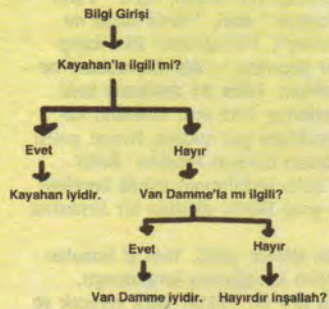 Bilgi Girişi
Kayahan'la ilgili mi?
Evet
Hayır
Kayahan iyidir.
Van Damme'la mı ilgili?
Evet
Hayır
Van Damme iyidir.
Hayırdır inşallah?